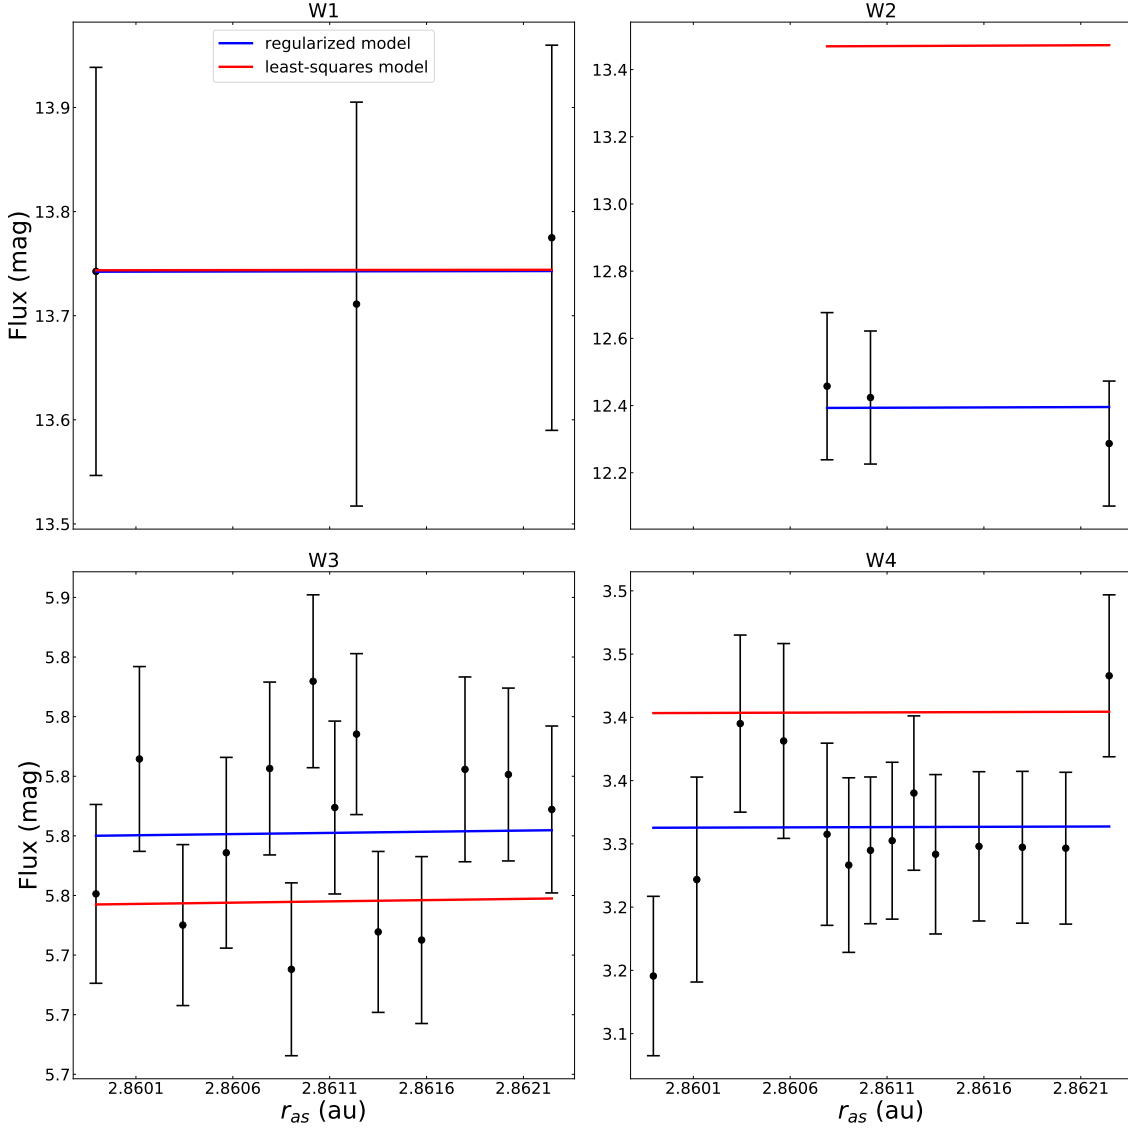 W1
W2
regularized model
least-squares model
Flux (mag)
13.9
13.8
13.7
13.6
13.5
13.4
13.2
13.0
12.8
12.6
12.4
12.2
W3
W4
Flux (mag)
5.9
5.8
5.8
5.8
5.8
5.8
5.7
5.7
5.7
3.5
3.5
3.4
3.4
3.3
3.2
3.2
3.1
2.8601 2.8606 2.8611 2.8616 2.8621
2.8601 2.8606 2.8611 2.8616 2.8621
r_as (au)
r_as (au)